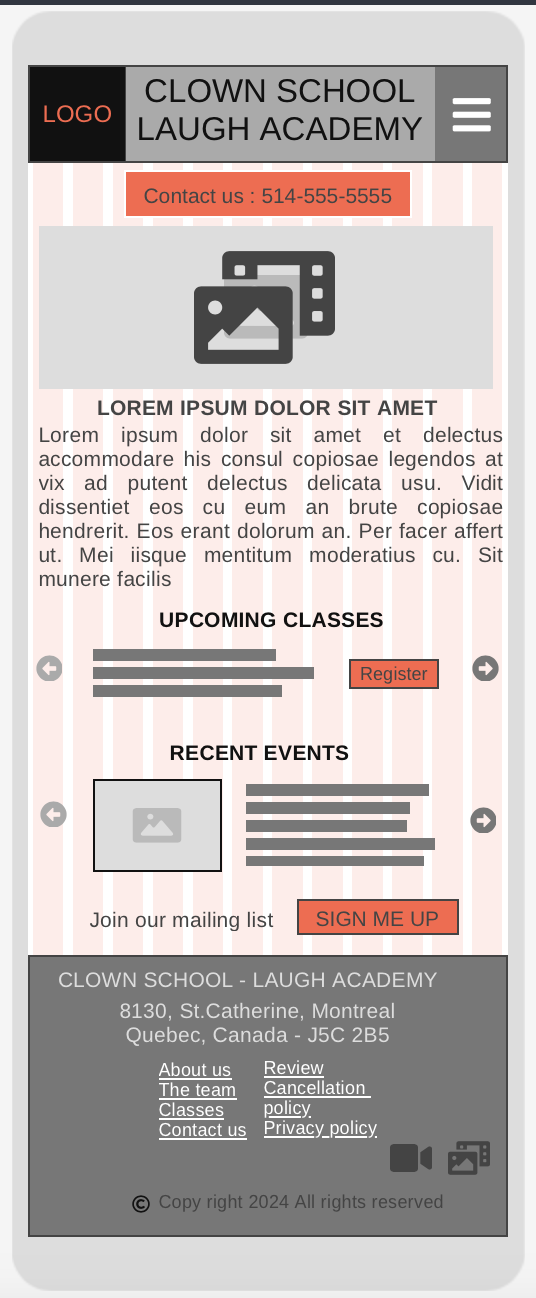 LOGO
CLOWN SCHOOL
LAUGH ACADEMY
Contact us : 514-555-5555
LOREM IPSUM DOLOR SIT AMET
Lorem ipsum dolor sit amet et delectus
accommodare his consul copiosae legendos at
vix ad putent delectus delicata usu. Vidit
dissentiet eos cu eum an brute copiosae
hendrerit. Eos erant dolorum an. Per facer affert
ut. Mei iisque mentitum moderatius cu. Sit
munere facilis
UPCOMING CLASSES
Register
RECENT EVENTS
Join our mailing list
SIGN ME UP
CLOWN SCHOOL - LAUGH ACADEMY
8130, St.Catherine, Montreal
Quebec, Canada - J5C 2B5
About us
The team
Classes
Contact us
Review
Cancellation
policy
Privacy policy
© Copy right 2024 All rights reserved